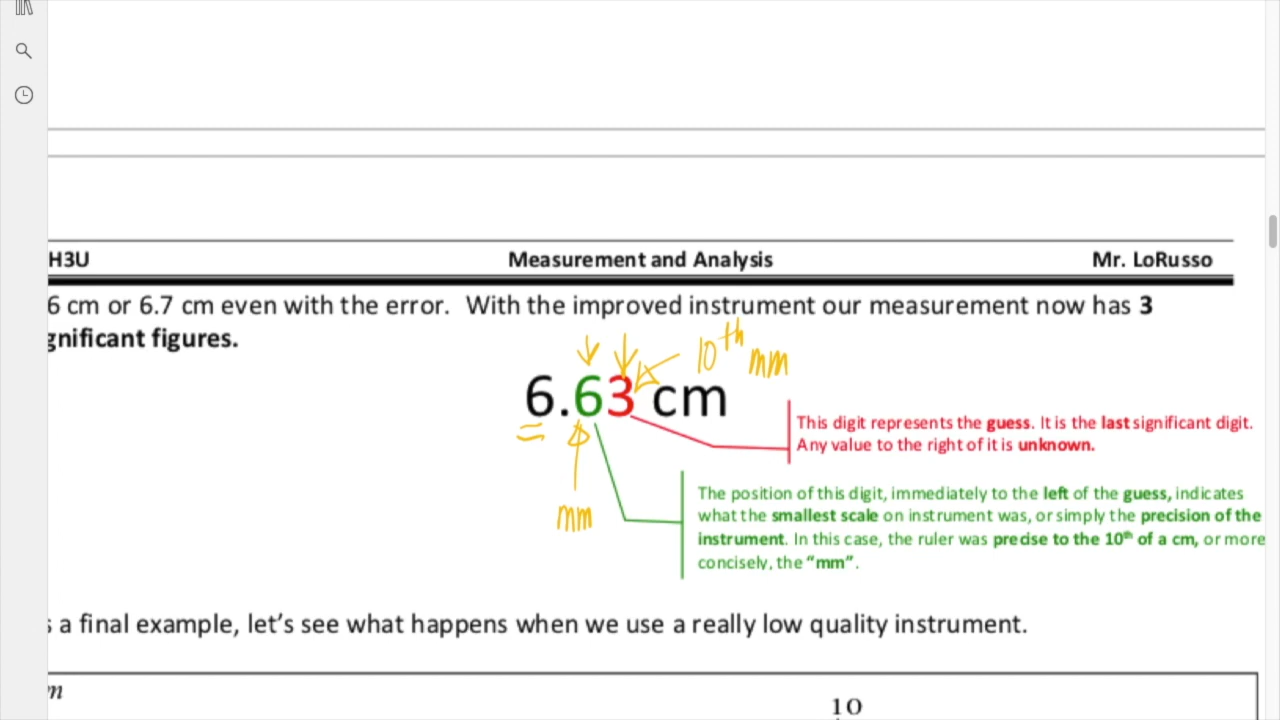 H3U Measurement and Analysis Mr. LoRusso
6 cm or 6.7 cm even with the error. With the improved instrument our measurement now has 3
gnificant figures.
10th mm
6.63 cm
This digit represents the guess. It is the last significant digit.
Any value to the right of it is unknown.
mm
The position of this digit, immediately to the left of the guess, indicates
what the smallest scale on instrument was, or simply the precision of the
instrument. In this case, the ruler was precise to the 10th of a cm, or more
concisely, the “mm”.
s a final example, let’s see what happens when we use a really low quality instrument.
m
10